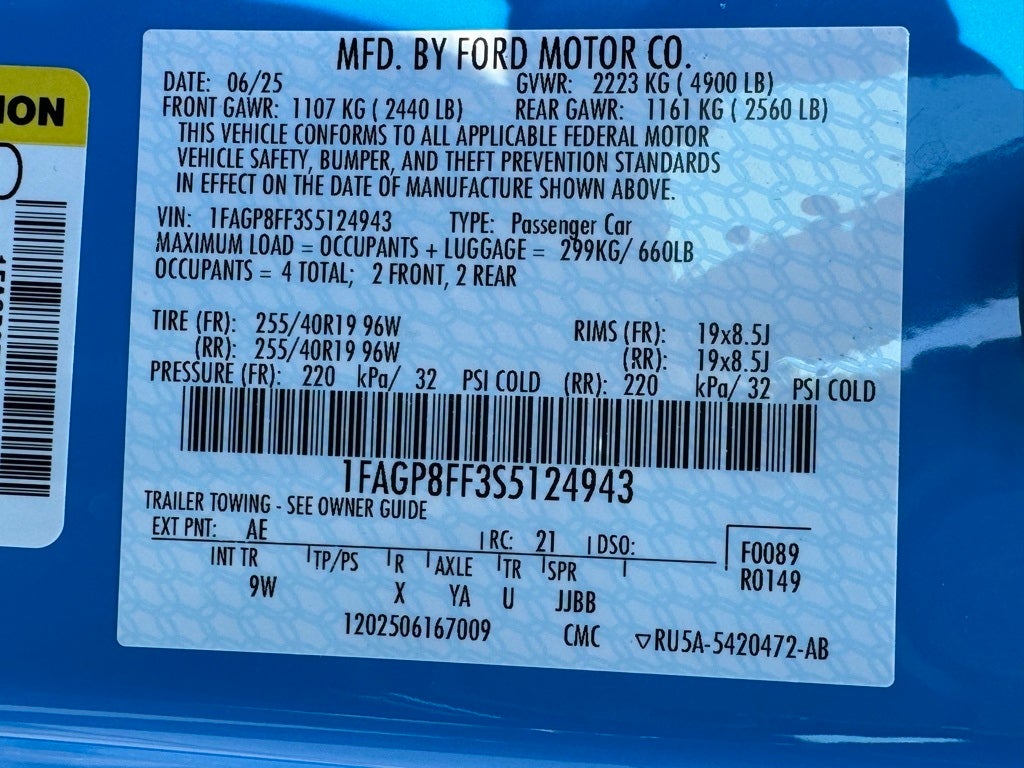 MFD. BY FORD MOTOR CO.
DATE: 06/25 GVWR: 2223 KG ( 4900 LB)
FRONT GAWR: 1107 KG ( 2440 LB) REAR GAWR: 1161 KG ( 2560 LB)
THIS VEHICLE CONFORMS TO ALL APPLICABLE FEDERAL MOTOR
VEHICLE SAFETY, BUMPER, AND THEFT PREVENTION STANDARDS
IN EFFECT ON THE DATE OF MANUFACTURE SHOWN ABOVE.
VIN: 1FAGP8FF3S5124943 TYPE: Passenger Car
MAXIMUM LOAD = OCCUPANTS + LUGGAGE = 299KG/ 660LB
OCCUPANTS = 4 TOTAL; 2 FRONT, 2 REAR
TIRE (FR): 255/40R19 96W RIMS (FR): 19x8.5J
(RR): 255/40R19 96W (RR): 19x8.5J
PRESSURE (FR): 220 kPa/ 32 PSI COLD (RR): 220 kPa/ 32 PSI COLD
1FAGP8FF3S5124943
TRAILER TOWING - SEE OWNER GUIDE
EXT PNT: AE RC: 21 DSO:
F0089
R0149
INT TR TP/PS R AXLE TR SPR
9W X YA U JJBB
1202506167009 CMC ▽RU5A-5420472-AB